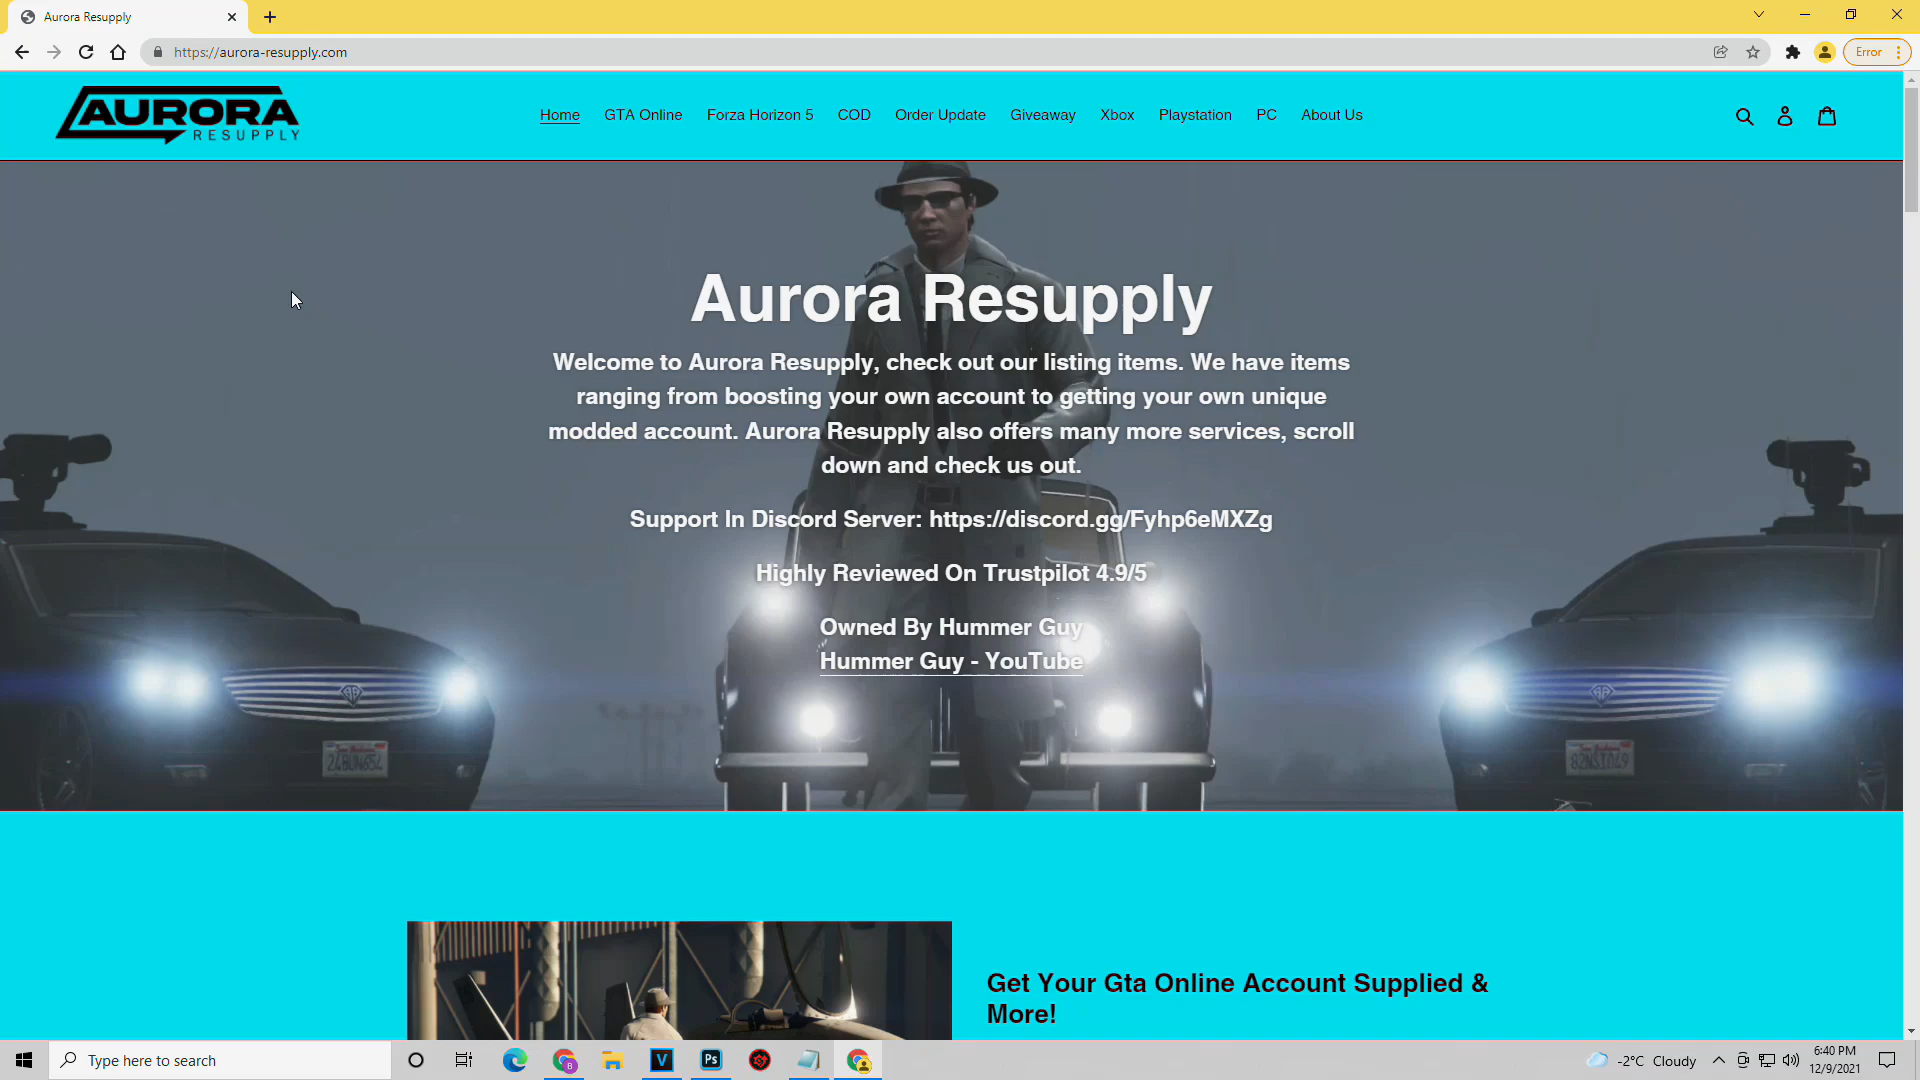 Aurora Resupply
https://aurora-resupply.com
Error
AURORA
RESUPPLY
Home GTA Online Forza Horizon 5 COD Order Update Giveaway Xbox Playstation PC About Us
Aurora Resupply
Welcome to Aurora Resupply, check out our listing items. We have items
ranging from boosting your own account to getting your own unique
modded account. Aurora Resupply also offers many more services, scroll
down and check us out.
Support In Discord Server: https://discord.gg/Fyhp6eMXZg
Highly Reviewed On Trustpilot 4.9/5
Owned By Hummer Guy
Hummer Guy - YouTube
Get Your Gta Online Account Supplied &
More!
Type here to search
B
V
Ps
-2°C Cloudy
6:40 PM
12/9/2021